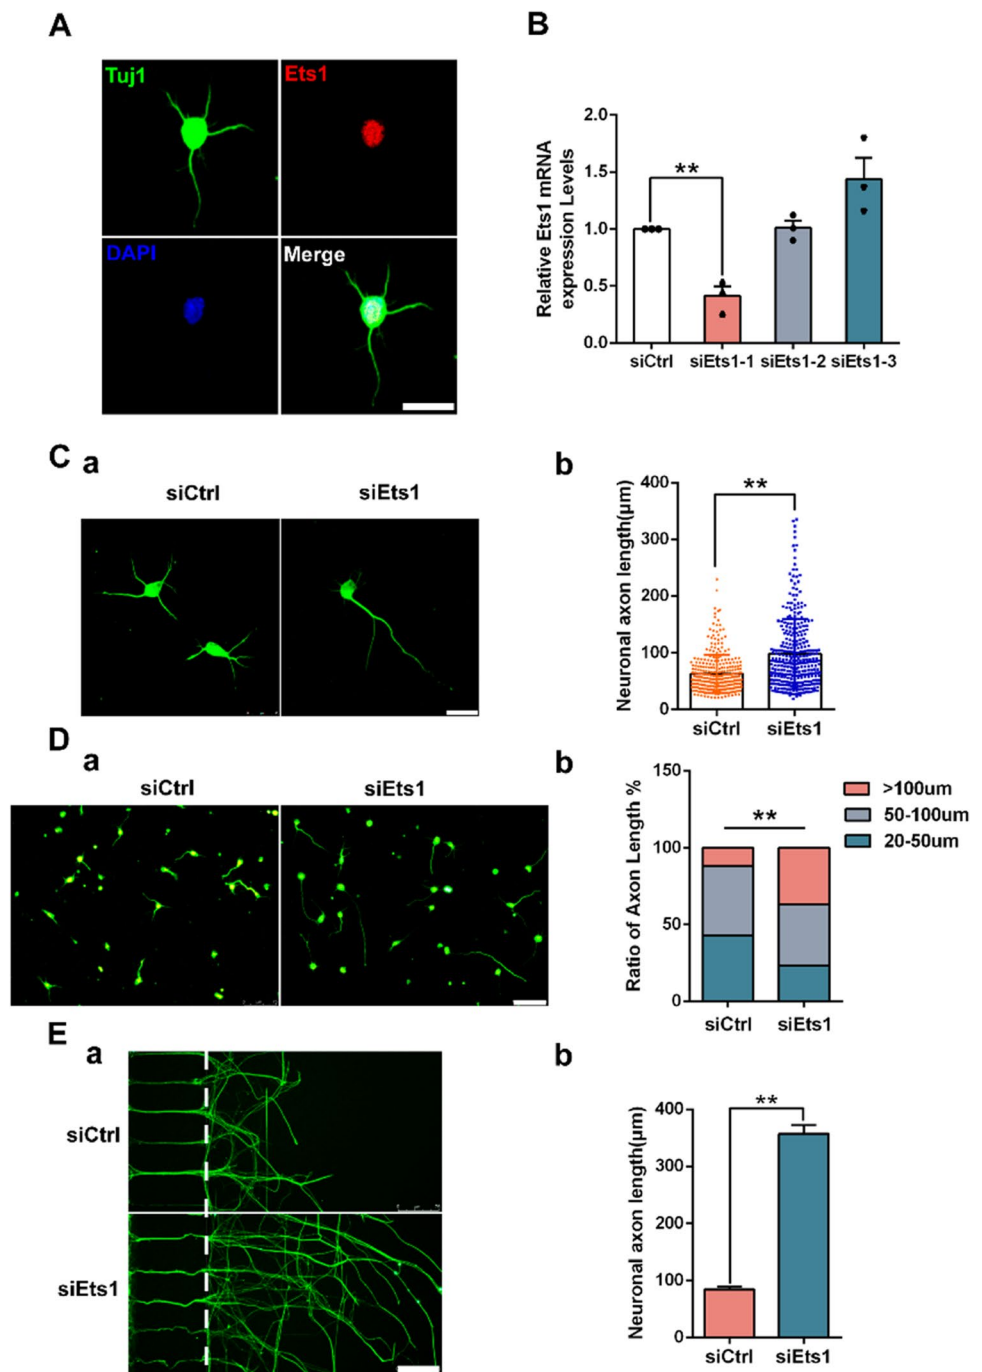 A
Tuj1
Ets1
DAPI
Merge
B
Relative Ets1 mRNA
expression Levels
2.0
1.5
1.0
0.5
0.0
**
siCtrl
siEts1-1
siEts1-2
siEts1-3
C
a
siCtrl
siEts1
b
Neuronal axon length(μm)
400
300
200
100
0
**
siCtrl
siEts1
D
a
siCtrl
siEts1
b
Ratio of Axon Length %
150
100
50
0
**
siCtrl
siEts1
>100um
50-100um
20-50um
E
a
siCtrl
siEts1
b
Neuronal axon length(μm)
400
300
200
100
0
**
siCtrl
siEts1